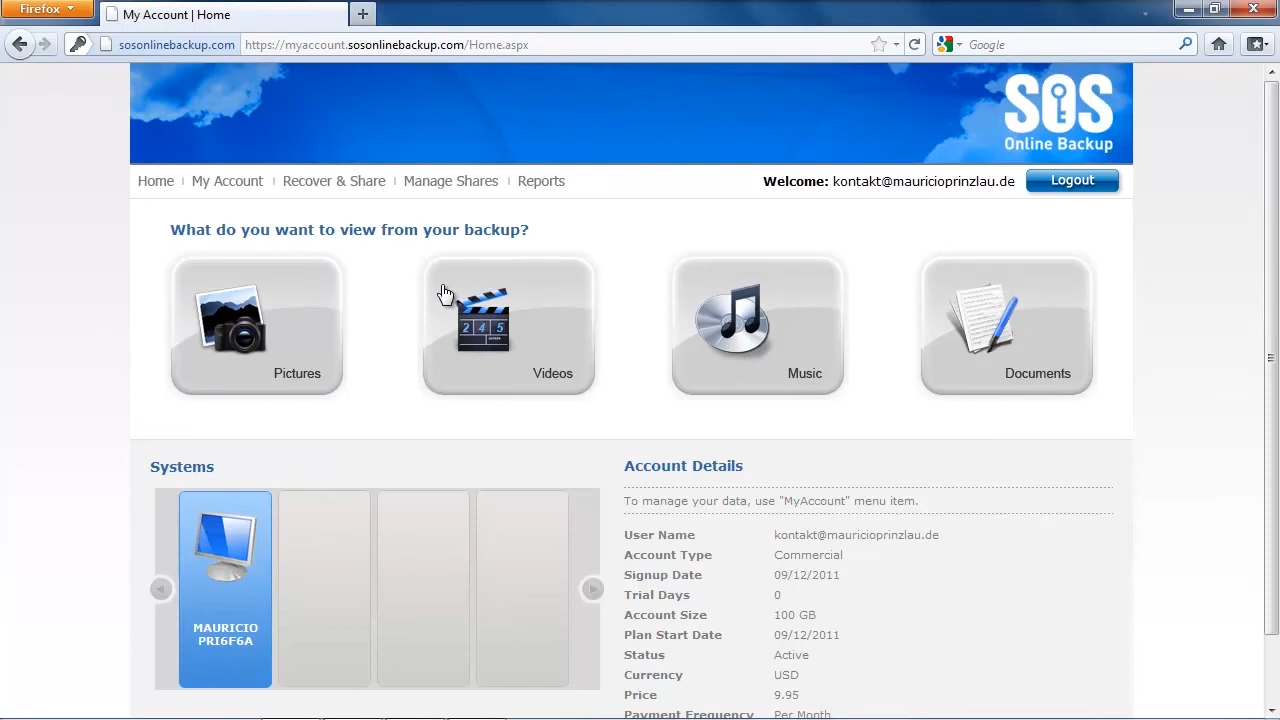 Firefox
My Account | Home
sosonlinebackup.com
https://myaccount.sosonlinebackup.com/Home.aspx
Google
SOS
Online Backup
Home
My Account
Recover & Share
Manage Shares
Reports
Welcome: kontakt@mauricioprinzlau.de
Logout
What do you want to view from your backup?
Pictures
2 4 5
Videos
Music
Documents
Systems
MAURICIO
PRI6F6A
Account Details
To manage your data, use "MyAccount" menu item.
User Name kontakt@mauricioprinzlau.de
Account Type Commercial
Signup Date 09/12/2011
Trial Days 0
Account Size 100 GB
Plan Start Date 09/12/2011
Status Active
Currency USD
Price 9.95
Payment Frequency Per Month